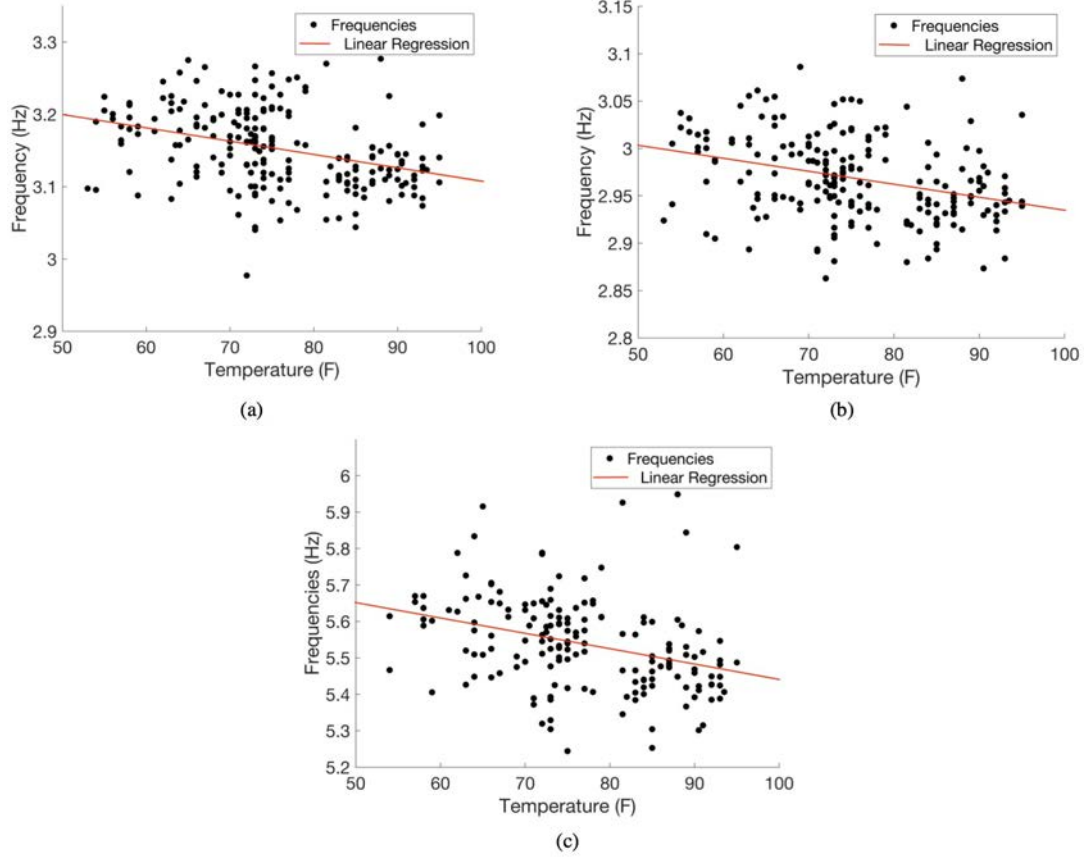 Frequencies
Linear Regression
3.3
3.2
3.1
3
2.9
Frequency (Hz)
50 60 70 80 90 100
Temperature (F)
(a)
Frequencies
Linear Regression
3.15
3.1
3.05
3
2.95
2.9
2.85
2.8
Frequency (Hz)
50 60 70 80 90 100
Temperature (F)
(b)
Frequencies
Linear Regression
6
5.9
5.8
5.7
5.6
5.5
5.4
5.3
5.2
Frequencies (Hz)
50 60 70 80 90 100
Temperature (F)
(c)